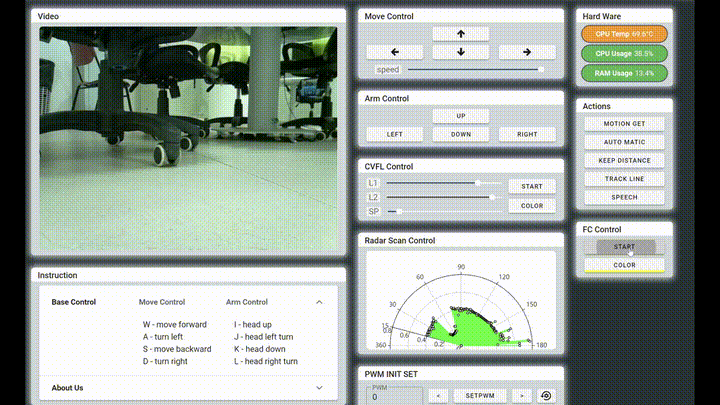 Video
Instruction
Base Control
Move Control
Arm Control
W - move forward
A - turn left
S - move backward
D - turn right
I - head up
J - head left turn
K - head down
L - head right turn
About Us
Move Control
speed
Arm Control
UP
LEFT
DOWN
RIGHT
CVFL Control
L1
L2
SP
START
COLOR
Radar Scan Control
90
60
120
30
150
15
0.8
0.6
0.4
0.2
360
180
PWM INIT SET
PWM
0
<
SETPWM
>
Hard Ware
CPU Temp 69.6°C
CPU Usage 38.5%
RAM Usage 13.4%
Actions
MOTION GET
AUTO MATIC
KEEP DISTANCE
TRACK LINE
SPEECH
FC Control
START
COLOR